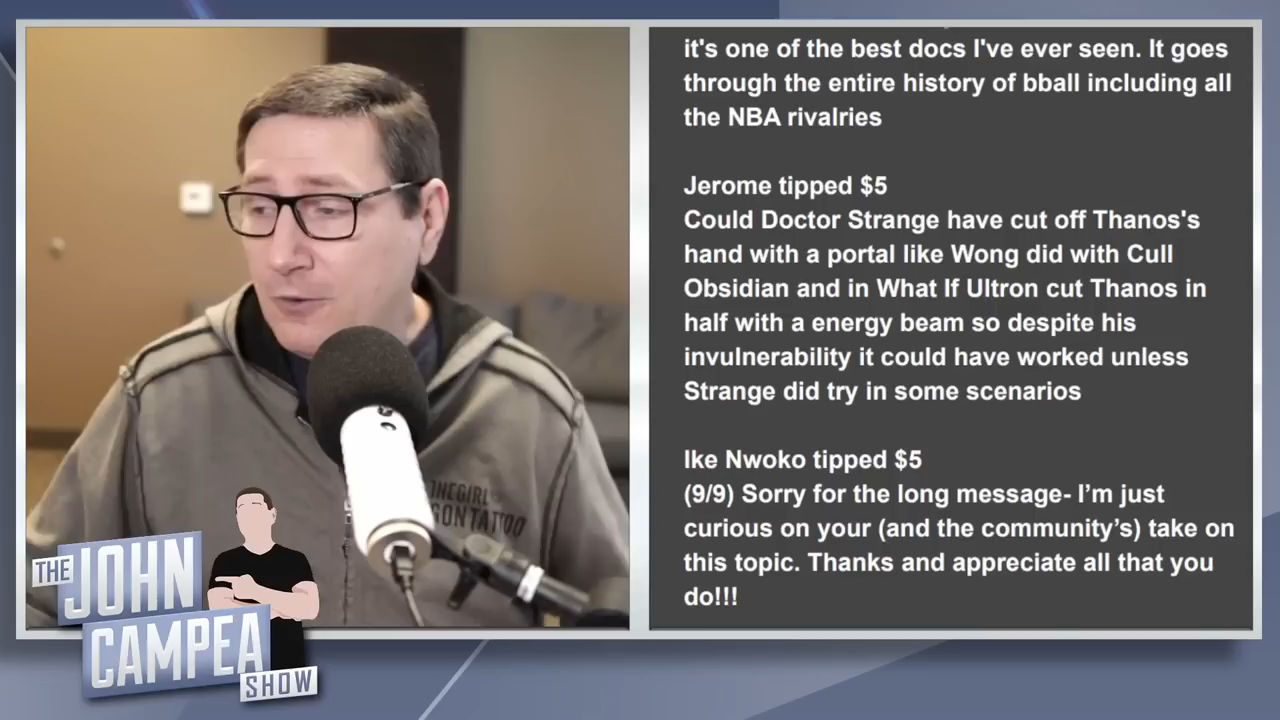 it's one of the best docs I've ever seen. It goes
through the entire history of bball including all
the NBA rivalries
Jerome tipped $5
Could Doctor Strange have cut off Thanos's
hand with a portal like Wong did with Cull
Obsidian and in What If Ultron cut Thanos in
half with a energy beam so despite his
invulnerability it could have worked unless
Strange did try in some scenarios
Ike Nwoko tipped $5
(9/9) Sorry for the long message- I’m just
curious on your (and the community’s) take on
this topic. Thanks and appreciate all that you
do!!!
THE JOHN
CAMPEA
SHOW